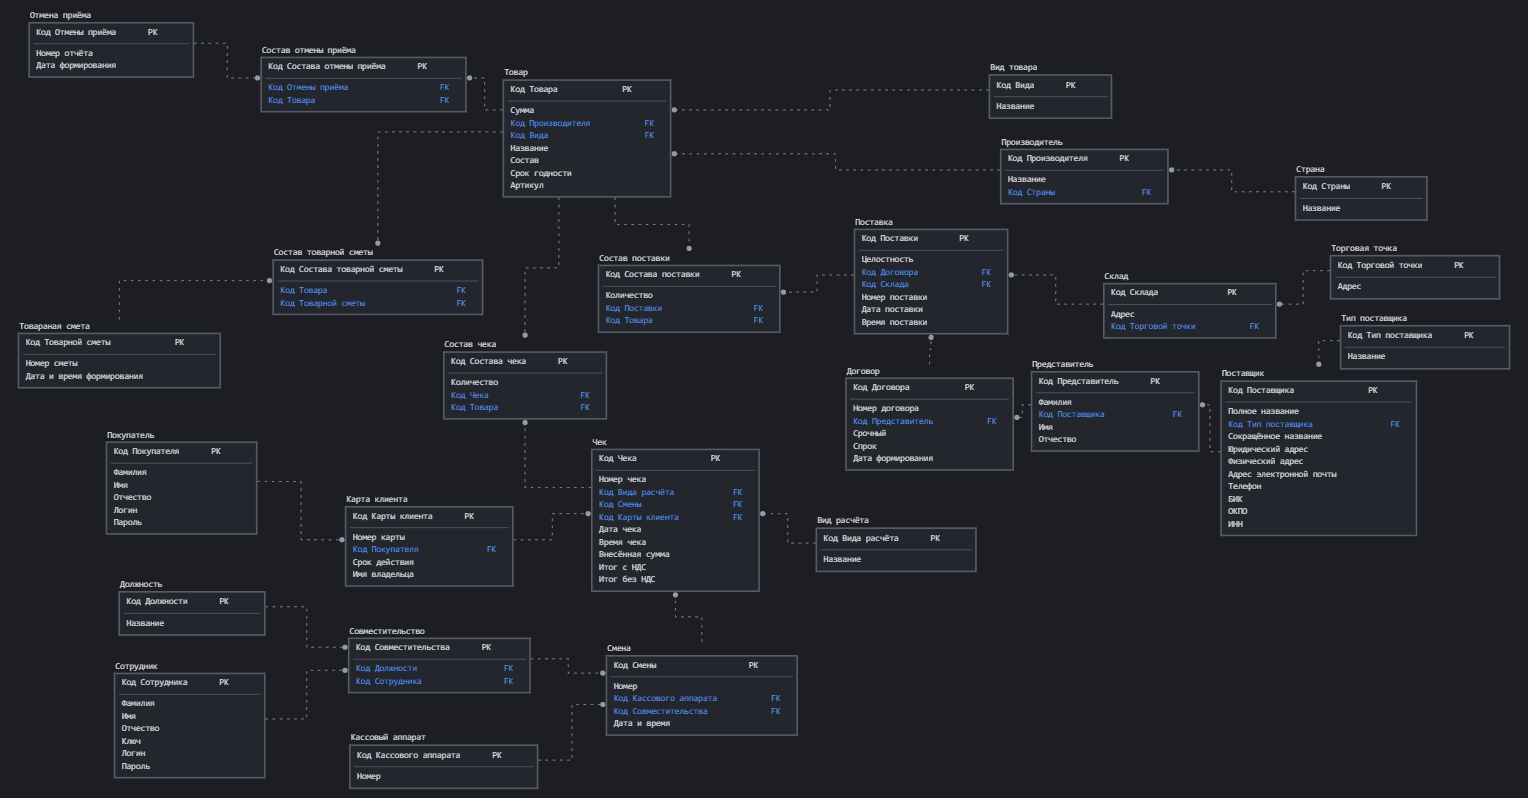 Отмена приёма
Код Отмены приёма PK
Номер отчёта
Дата формирования
Состав отмены приёма
Код Состава отмены приёма PK
Код Отмены приёма FK
Код Товара FK
Товар
Код Товара PK
Сумма
Код Производителя FK
Код Вида FK
Название
Состав
Срок годности
Артикул
Вид товара
Код Вида PK
Название
Производитель
Код Производителя PK
Название
Код Страны FK
Страна
Код Страны PK
Название
Состав товарной сметы
Код Состава товарной сметы PK
Код Товара FK
Код Товарной сметы FK
Товараная смета
Код Товарной сметы PK
Номер сметы
Дата и время формирования
Состав поставки
Код Состава поставки PK
Количество
Код Поставки FK
Код Товара FK
Поставка
Код Поставки PK
Целостность
Код Договора FK
Код Склада FK
Номер поставки
Дата поставки
Время поставки
Склад
Код Склада PK
Адрес
Код Торговой точки FK
Торговая точка
Код Торговой точки PK
Адрес
Тип поставщика
Код Тип поставщика PK
Название
Состав чека
Код Состава чека PK
Количество
Код Чека FK
Код Товара FK
Договор
Код Договора PK
Номер договора
Код Представитель FK
Срочный
Спрок
Дата формирования
Представитель
Код Представитель PK
Фамилия
Код Поставщика FK
Имя
Отчество
Поставщик
Код Поставщика PK
Полное название
Код Тип поставщика FK
Сокращённое название
Юридический адрес
Физический адрес
Адрес электронной почты
Телефон
БИК
ОКПО
ИНН
Покупатель
Код Покупателя PK
Фамилия
Имя
Отчество
Логин
Пароль
Карта клиента
Код Карты клиента PK
Номер карты
Код Покупателя FK
Срок действия
Имя владельца
Чек
Код Чека PK
Номер чека
Код Вида расчёта FK
Код Смены FK
Код Карты клиента FK
Дата чека
Время чека
Внесённая сумма
Итог с НДС
Итог без НДС
Вид расчёта
Код Вида расчёта PK
Название
Должность
Код Должности PK
Название
Совместительство
Код Совместительства PK
Код Должности FK
Код Сотрудника FK
Сотрудник
Код Сотрудника PK
Фамилия
Имя
Отчество
Ключ
Логин
Пароль
Смена
Код Смены PK
Номер
Код Кассового аппарата FK
Код Совместительства FK
Дата и время
Кассовый аппарат
Код Кассового аппарата PK
Номер